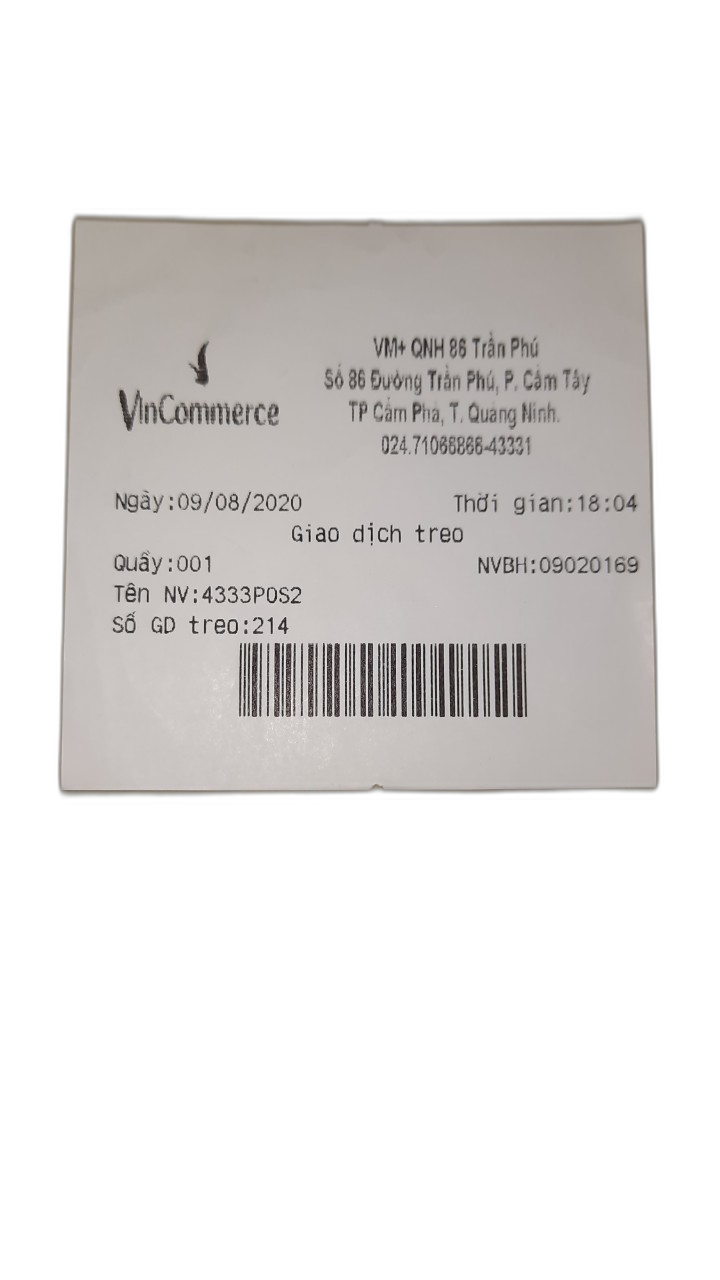 VinCommerce
VM+ QNH 86 Trần Phú
Số 86 Đường Trần Phú, P. Cẩm Tây
TP Cẩm Phả, T. Quảng Ninh.
024.71066866-43331
Ngày:09/08/2020 Thời gian:18:04
Giao dịch treo
Quầy:001 NVBH:09020169
Tên NV:4333POS2
Số GD treo:214